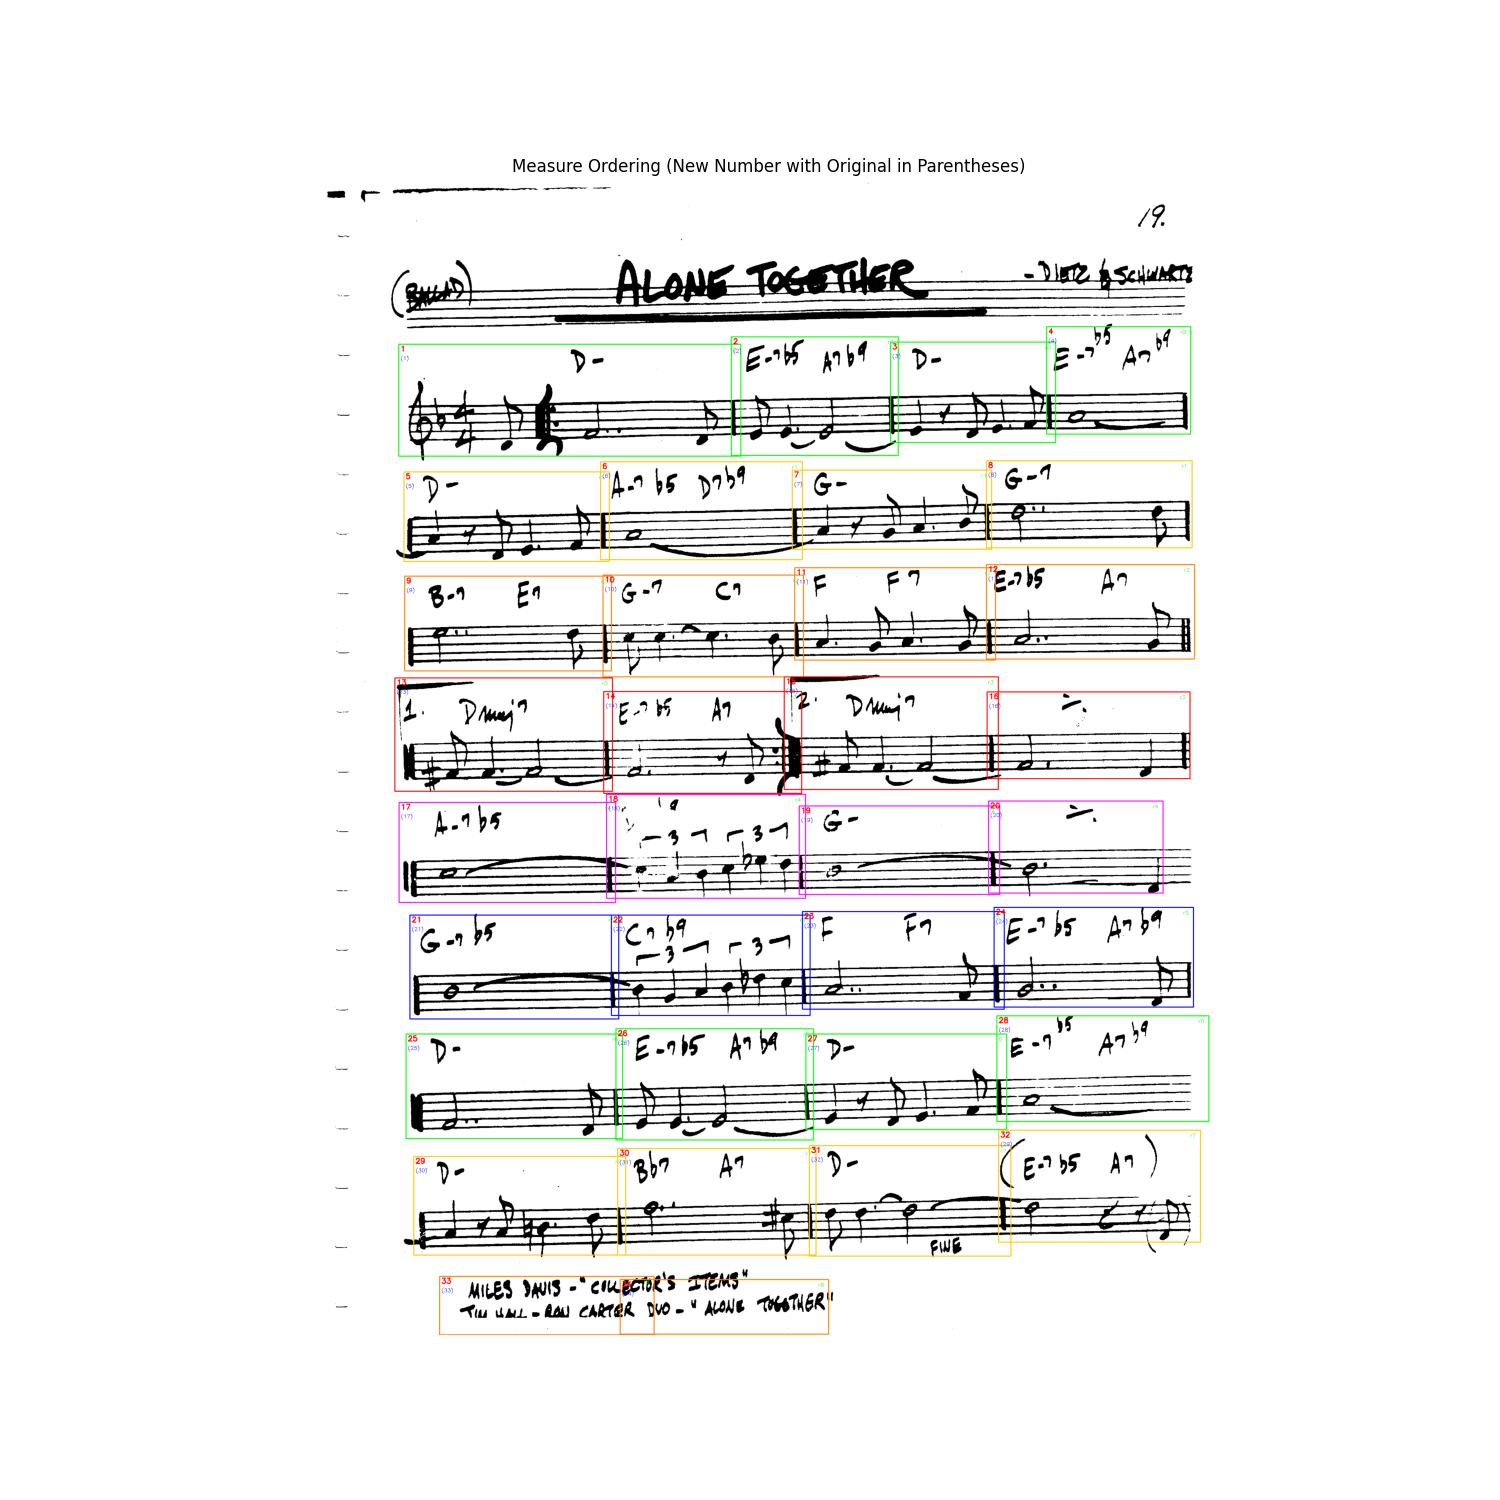 Measure Ordering (New Number with Original in Parentheses)
19.
(BALLAD) ALONE TOGETHER - DIETZ & SCHWARTZ
1 2 3 4
(1) (2) (3) (4)
D- E-7b5 A7b9 D- E-7b5 A7b9
4/4
5 6 7 8
(5) (6) (7) (8)
D- A-7b5 D7b9 G- G-7
9 10 11 12
(9) (10) (11)
B-7 E7 G-7 C7 F F7 E-7b5 A7
13 14 15 16
(14) (15) (16)
1. Dmaj7 E-7b5 A7 2. Dmaj7
17 18 19 20
(17) (18) (19) (20)
A-7b5 G-
3 3
21 22 23 24
(21) (22) (23) (24)
G-7b5 C7b9 F F7 E-7b5 A7b9
3 3
25 26 27 28
(25) (26) (27) (28)
D- E-7b5 A7b9 D- E-7b5 A7b9
29 30 31 32
(30) (31) (32) (29)
D- Bb7 A7 D- (E-7b5 A7)
FINE
33
(33)
MILES DAVIS - "COLLECTOR'S ITEMS"
JIM HALL - RON CARTER DUO - "ALONE TOGETHER"